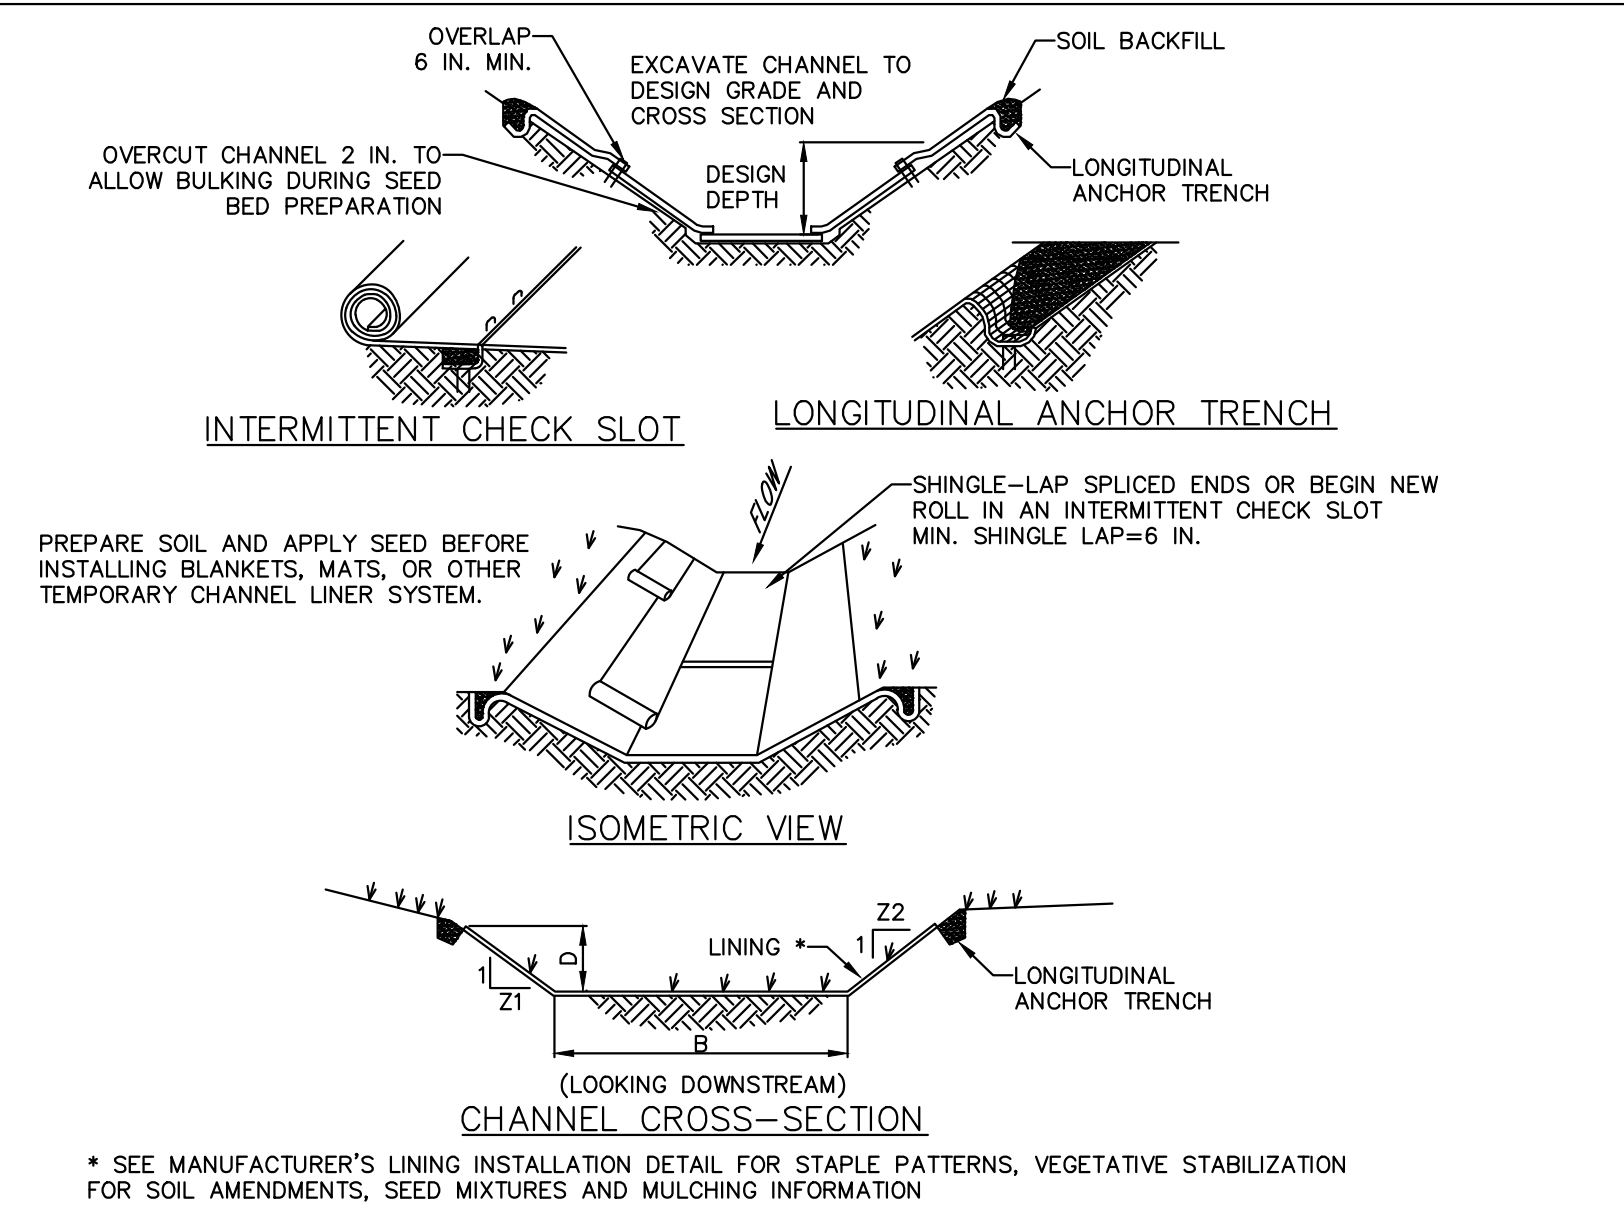 OVERLAP
6 IN. MIN.
EXCAVATE CHANNEL TO
DESIGN GRADE AND
CROSS SECTION
SOIL BACKFILL
OVERCUT CHANNEL 2 IN. TO
ALLOW BULKING DURING SEED
BED PREPARATION
DESIGN
DEPTH
LONGITUDINAL
ANCHOR TRENCH
INTERMITTENT CHECK SLOT
LONGITUDINAL ANCHOR TRENCH
FLOW
SHINGLE-LAP SPLICED ENDS OR BEGIN NEW
ROLL IN AN INTERMITTENT CHECK SLOT
MIN. SHINGLE LAP=6 IN.
PREPARE SOIL AND APPLY SEED BEFORE
INSTALLING BLANKETS, MATS, OR OTHER
TEMPORARY CHANNEL LINER SYSTEM.
ISOMETRIC VIEW
1
Z1
D
LINING *
1
Z2
LONGITUDINAL
ANCHOR TRENCH
B
(LOOKING DOWNSTREAM)
CHANNEL CROSS-SECTION
* SEE MANUFACTURER'S LINING INSTALLATION DETAIL FOR STAPLE PATTERNS, VEGETATIVE STABILIZATION
FOR SOIL AMENDMENTS, SEED MIXTURES AND MULCHING INFORMATION